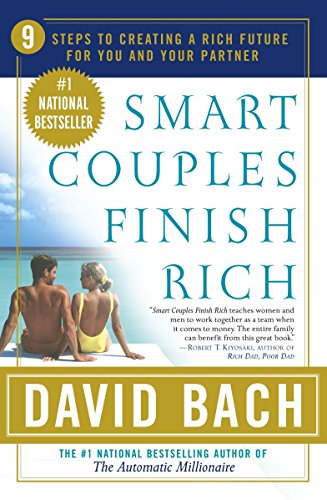 9 STEPS TO CREATING A RICH FUTURE
FOR YOU AND YOUR PARTNER
#1
NATIONAL
BESTSELLER
SMART
COUPLES
FINISH
RICH
"Smart Couples Finish Rich teaches women and
men to work together as a team when
it comes to money. The entire family
can benefit from this great book."
—ROBERT T. KIYOSAKI, AUTHOR OF
RICH DAD, POOR DAD
DAVID BACH
THE #1 NATIONAL BESTSELLING AUTHOR OF
The Automatic Millionaire